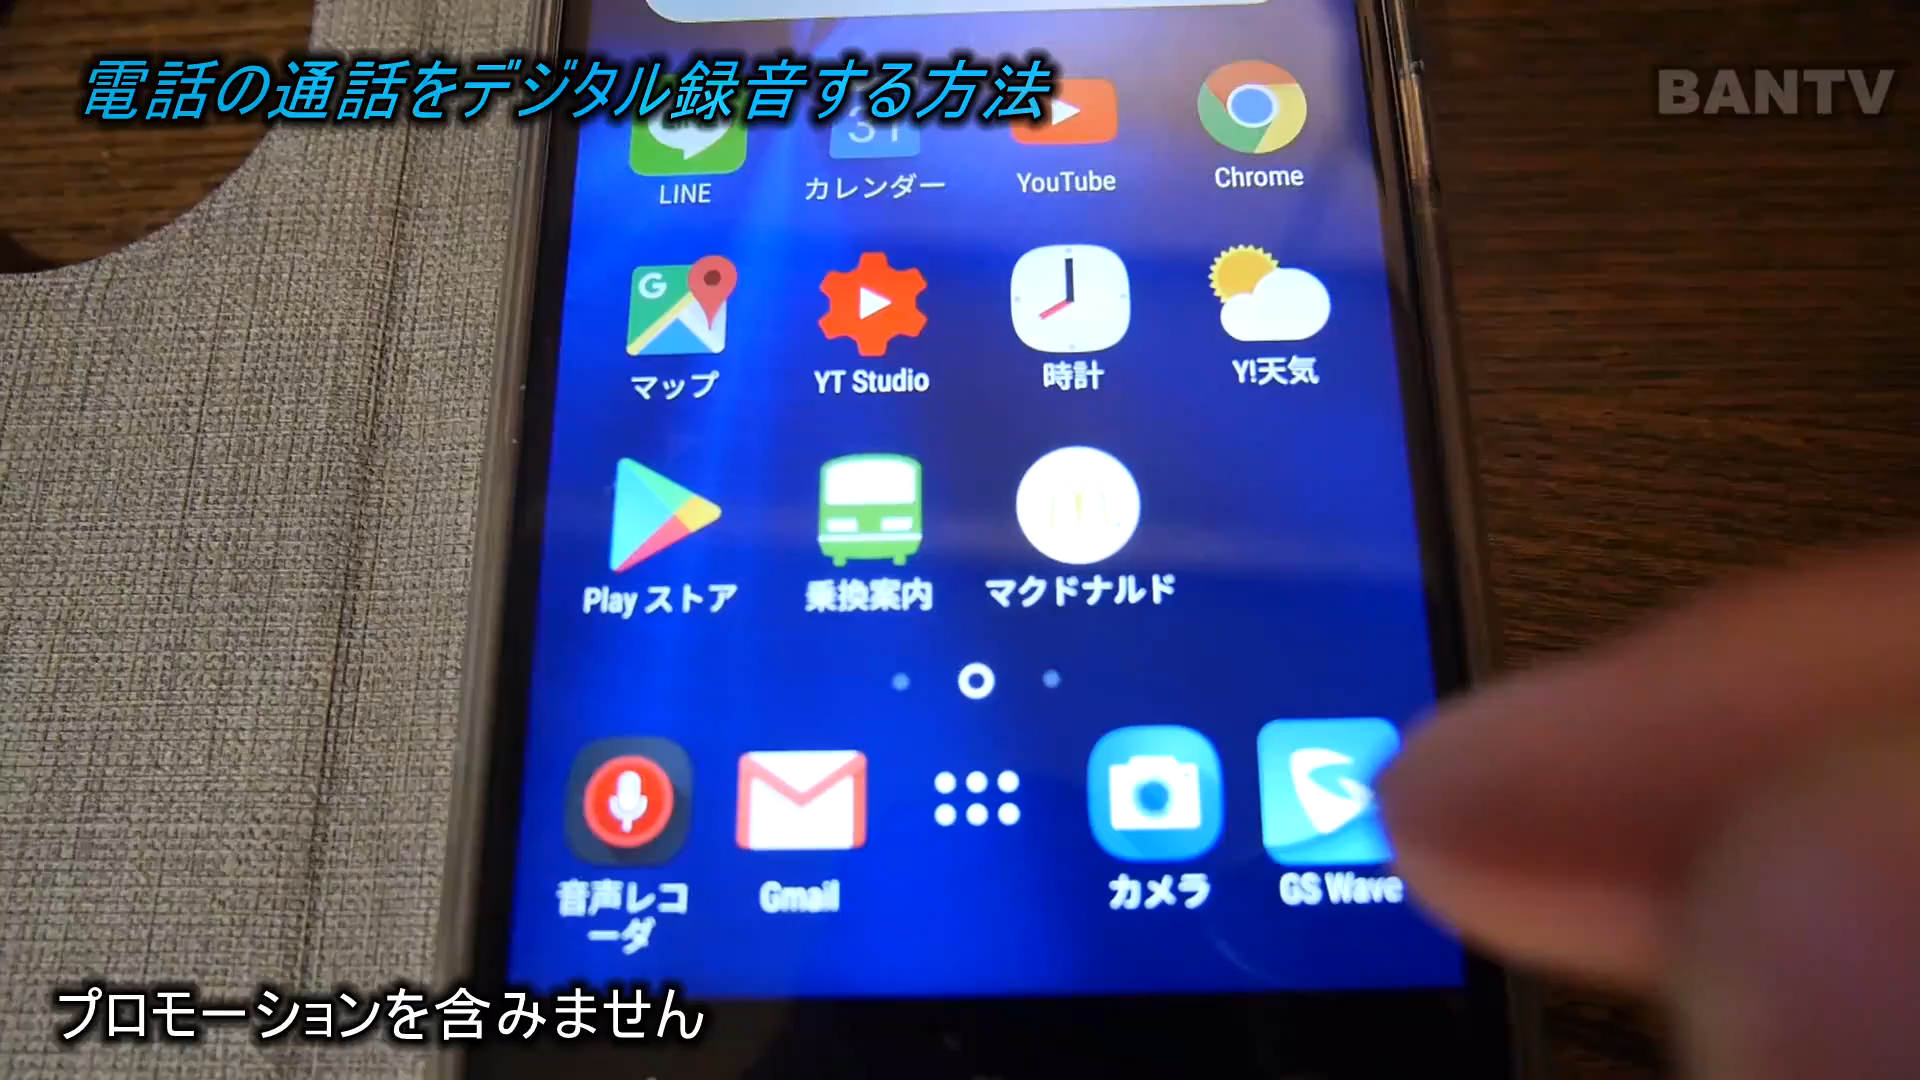 電話の通話をデジタル録音する方法
BANTV
31
LINE
カレンダー
YouTube
Chrome
G
マップ
YT Studio
時計
Y!天気
Play ストア
乗換案内
マクドナルド
音声レコ
ーダ
Gmail
カメラ
GS Wave
プロモーションを含みません